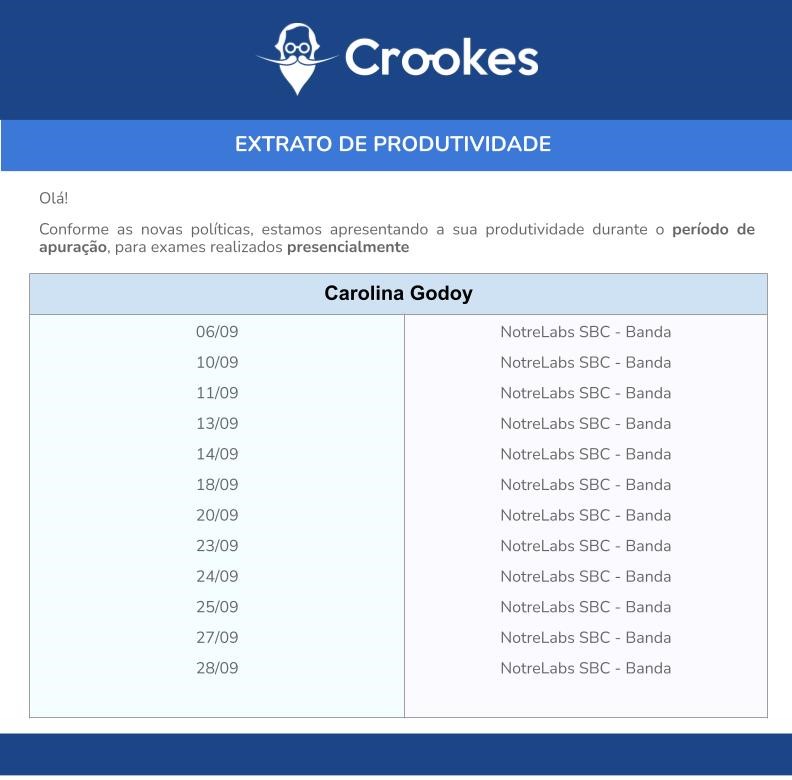 Crookes
EXTRATO DE PRODUTIVIDADE
Olá!
Conforme as novas políticas, estamos apresentando a sua produtividade durante o período de
apuração, para exames realizados presencialmente
Carolina Godoy
06/09 NotreLabs SBC - Banda
10/09 NotreLabs SBC - Banda
11/09 NotreLabs SBC - Banda
13/09 NotreLabs SBC - Banda
14/09 NotreLabs SBC - Banda
18/09 NotreLabs SBC - Banda
20/09 NotreLabs SBC - Banda
23/09 NotreLabs SBC - Banda
24/09 NotreLabs SBC - Banda
25/09 NotreLabs SBC - Banda
27/09 NotreLabs SBC - Banda
28/09 NotreLabs SBC - Banda